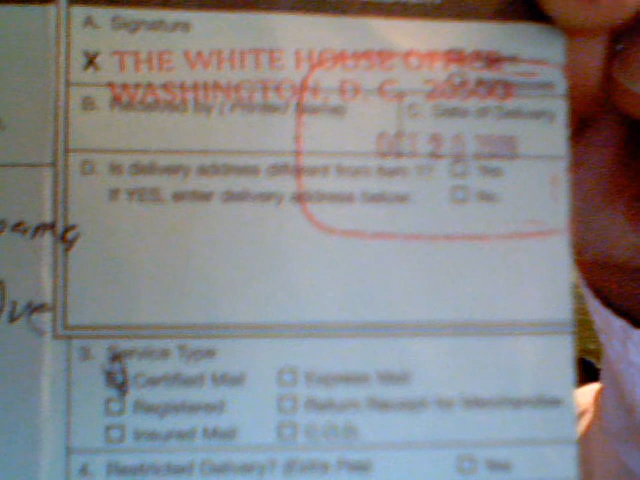 A. Signature
X THE WHITE HOUSE OFFICE
WASHINGTON, D. C. 20500
B. Received by (Printed Name)
C. Date of Delivery
OCT 20
D. Is delivery address different from item 1? ☐ Yes
If YES, enter delivery address below: ☐ No
3. Service Type
Certified Mail ☐ Express Mail
☐ Registered ☐ Return Receipt for Merchandise
☐ Insured Mail ☐ C.O.D.
4. Restricted Delivery? (Extra Fee) ☐ Yes